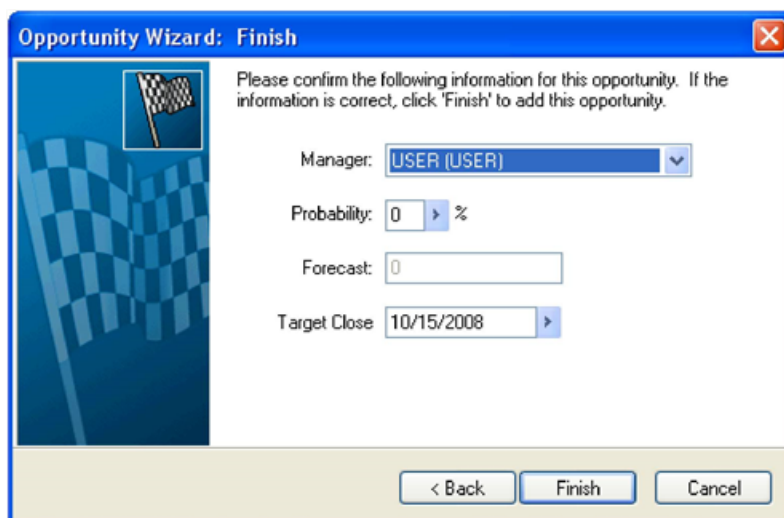 Opportunity Wizard: Finish
Please confirm the following information for this opportunity. If the
information is correct, click 'Finish' to add this opportunity.
Manager: USER (USER)
Probability: 0 %
Forecast: 0
Target Close 10/15/2008
< Back Finish Cancel